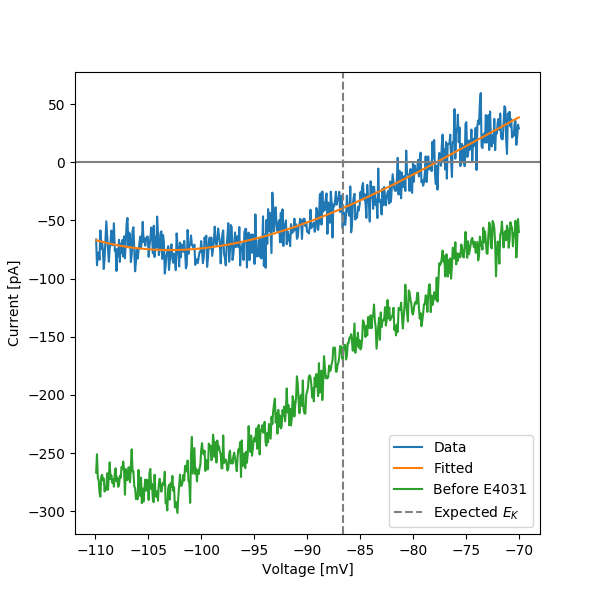 50
0
−50
−100
−150
−200
−250
−300
Current [pA]
Data
Fitted
Before E4031
Expected E_K
−110 −105 −100 −95 −90 −85 −80 −75 −70
Voltage [mV]